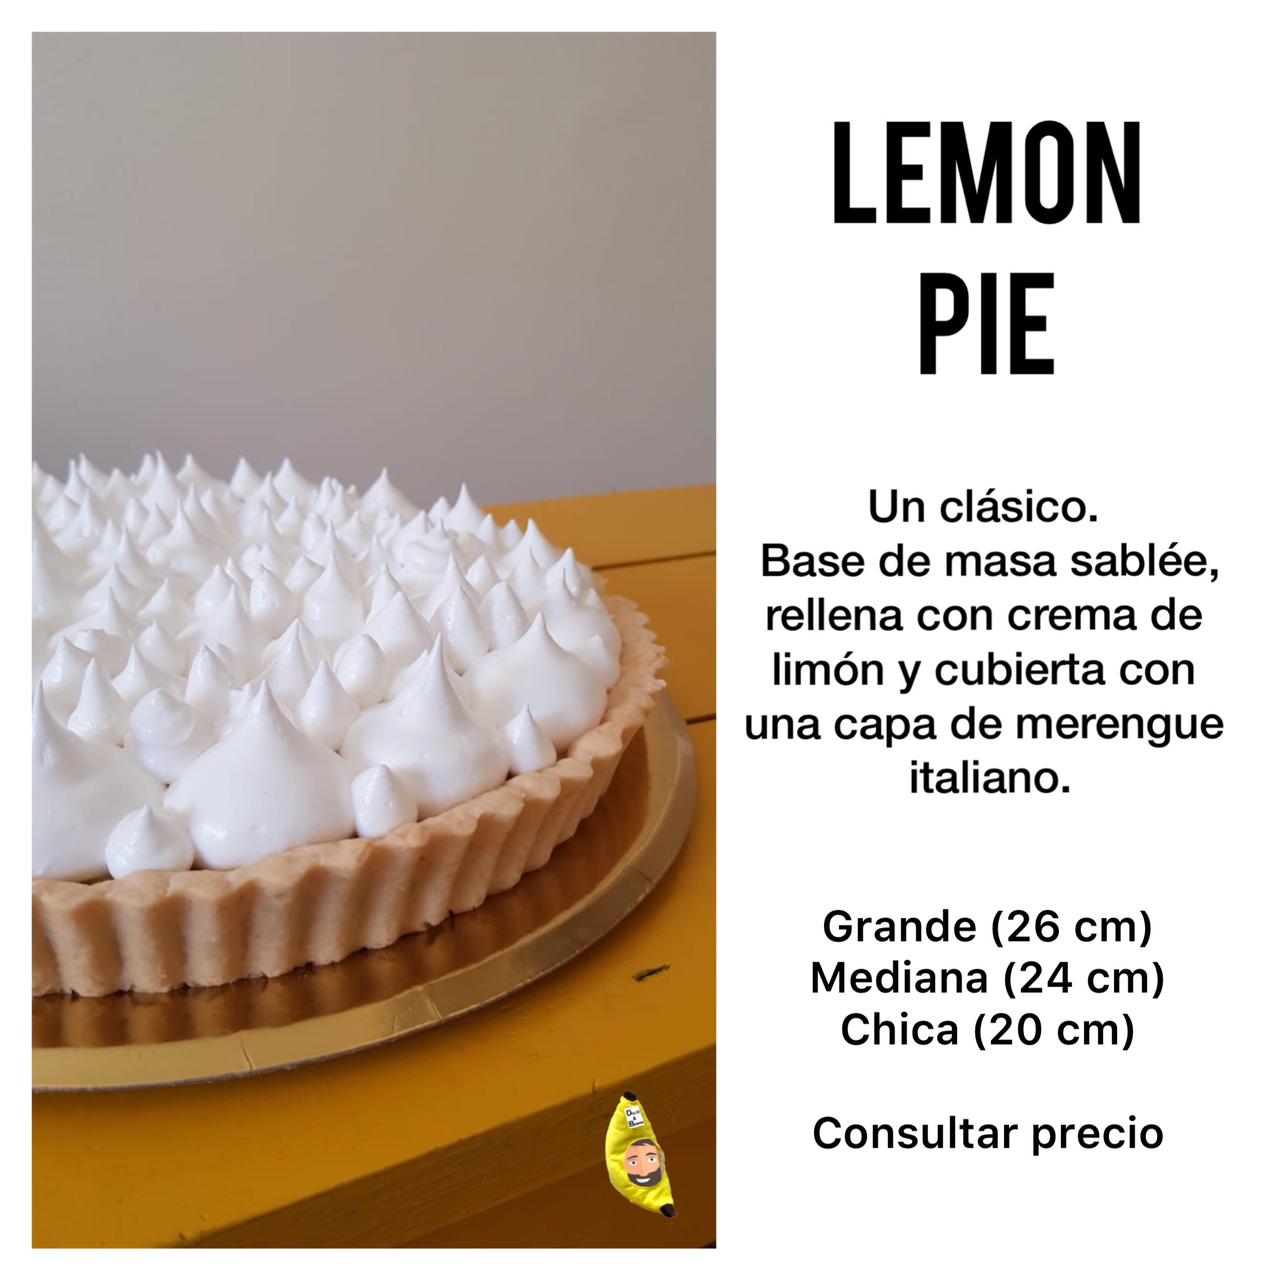 LEMON
PIE
Un clásico.
Base de masa sablée,
rellena con crema de
limón y cubierta con
una capa de merengue
italiano.
Grande (26 cm)
Mediana (24 cm)
Chica (20 cm)
Consultar precio